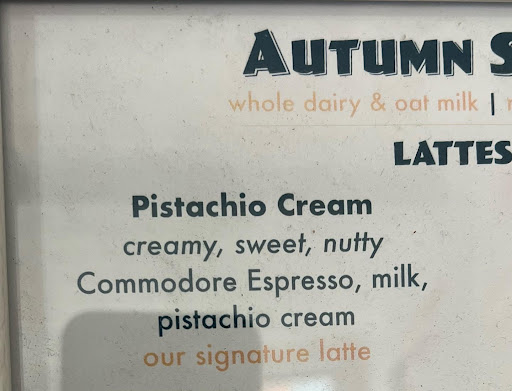 AUTUMN S
whole dairy & oat milk |
LATTES
Pistachio Cream
creamy, sweet, nutty
Commodore Espresso, milk,
pistachio cream
our signature latte